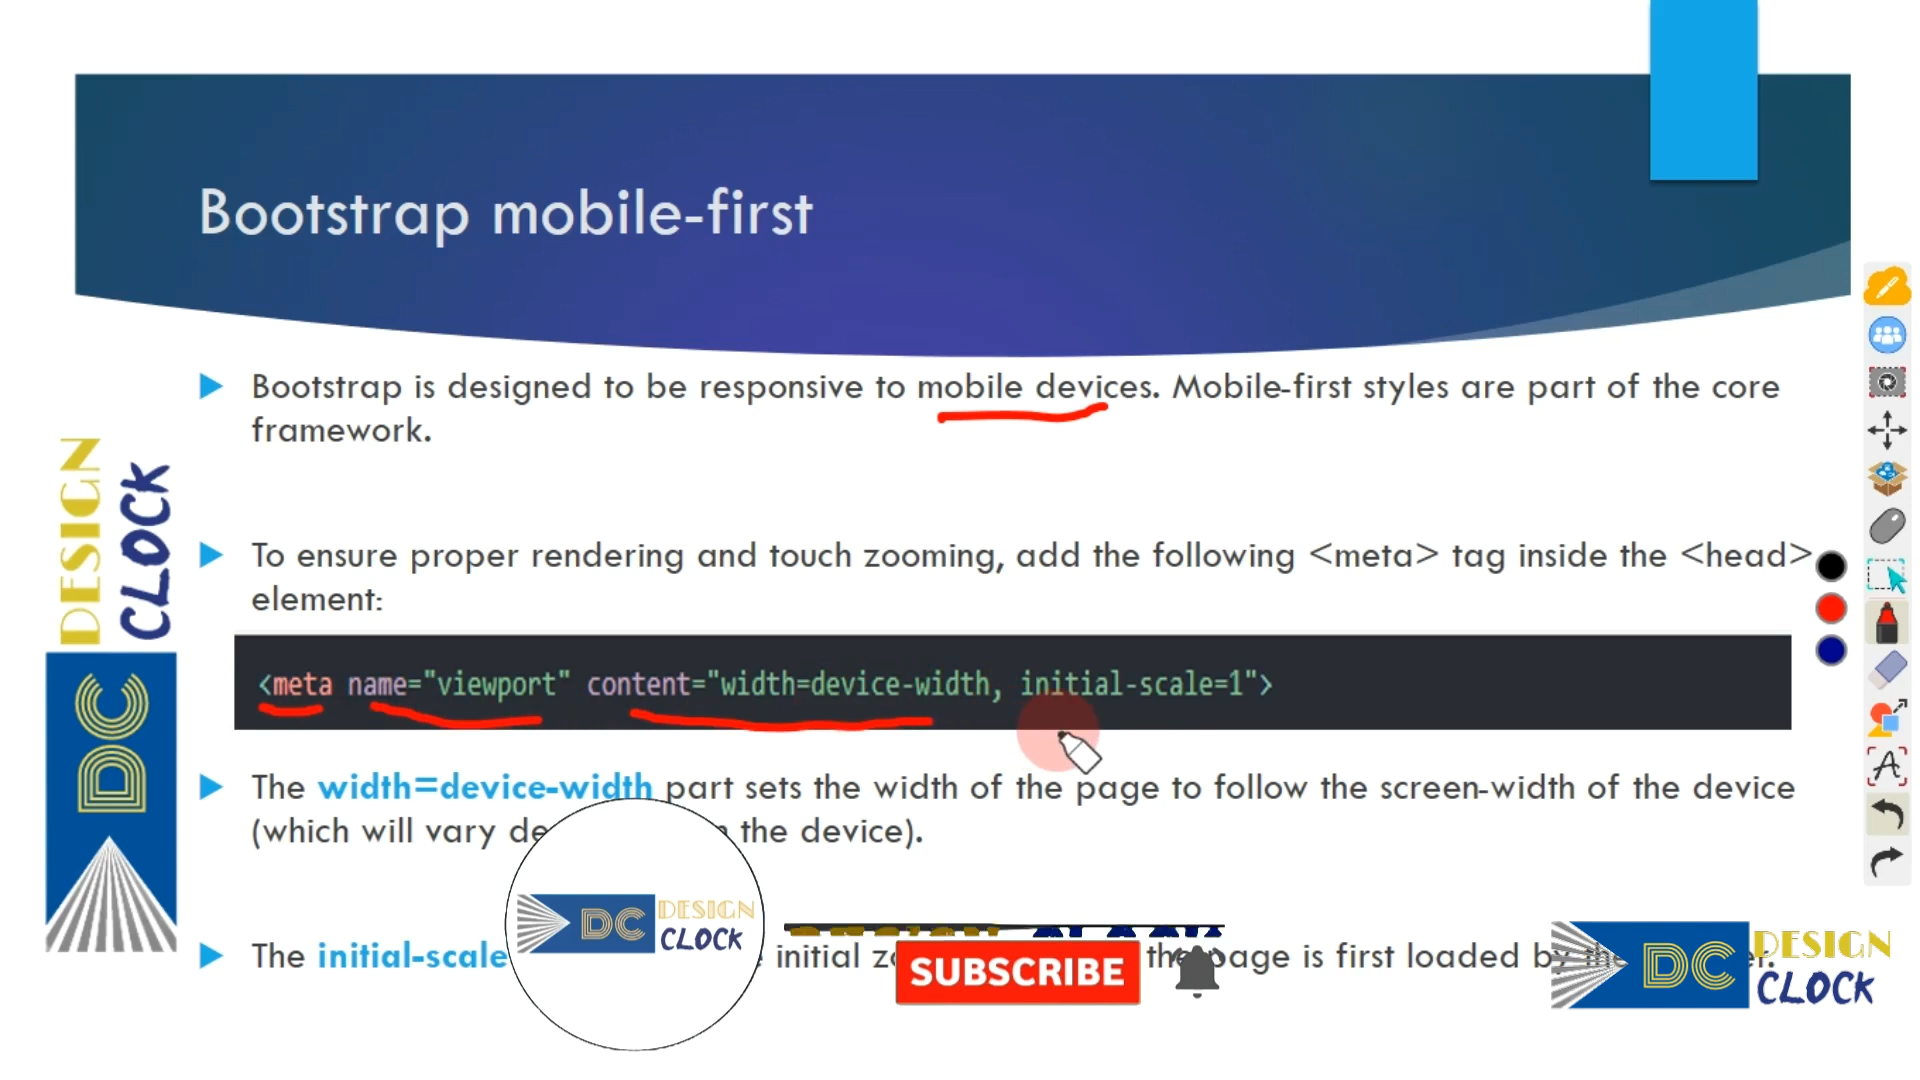 Bootstrap mobile-first
Bootstrap is designed to be responsive to mobile devices. Mobile-first styles are part of the core
framework.
To ensure proper rendering and touch zooming, add the following <meta> tag inside the <head>
element:
<meta name="viewport" content="width=device-width, initial-scale=1">
The width=device-width part sets the width of the page to follow the screen-width of the device
(which will vary the device).
The initial-scale initial the page is first loaded
DESIGN
CLOCK
DC
DC
DESIGN
CLOCK
SUBSCRIBE
DC
DESIGN
CLOCK